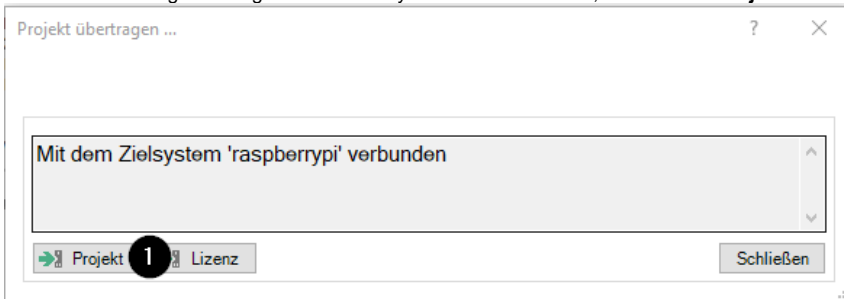 Projekt übertragen ... ?
Mit dem Zielsystem 'raspberrypi' verbunden
Projekt 1 Lizenz Schließen